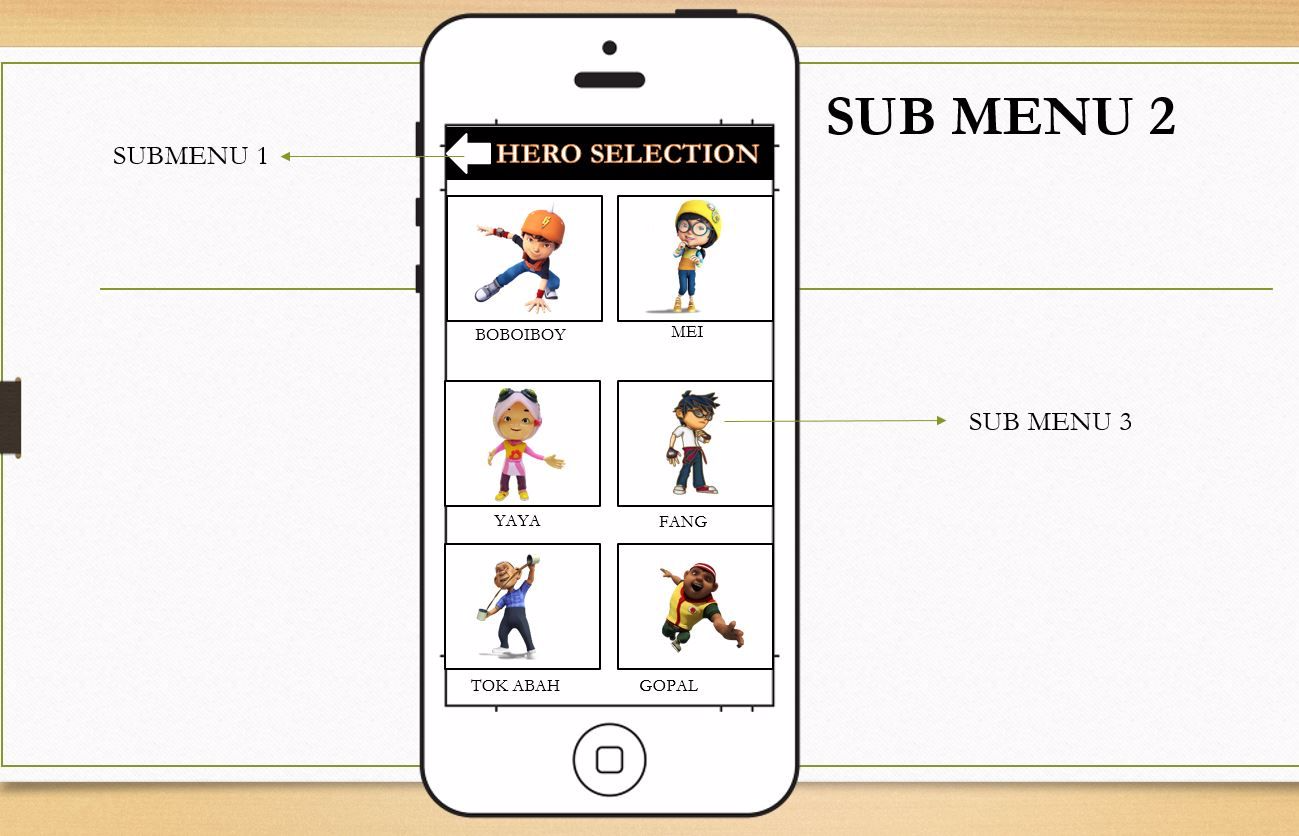 SUB MENU 2
SUBMENU 1
HERO SELECTION
BOBOIBOY
MEI
SUB MENU 3
YAYA
FANG
TOK ABAH
GOPAL